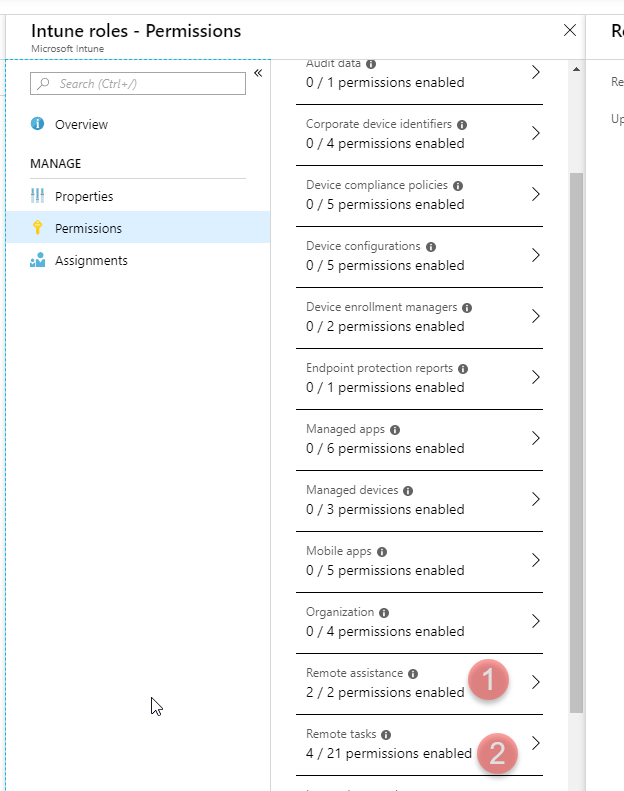 Intune roles - Permissions
Microsoft Intune
Search (Ctrl+/)
Overview
MANAGE
Properties
Permissions
Assignments
Audit data
0 / 1 permissions enabled
Corporate device identifiers
0 / 4 permissions enabled
Device compliance policies
0 / 5 permissions enabled
Device configurations
0 / 5 permissions enabled
Device enrollment managers
0 / 2 permissions enabled
Endpoint protection reports
0 / 1 permissions enabled
Managed apps
0 / 6 permissions enabled
Managed devices
0 / 3 permissions enabled
Mobile apps
0 / 5 permissions enabled
Organization
0 / 4 permissions enabled
Remote assistance
2 / 2 permissions enabled
1
Remote tasks
4 / 21 permissions enabled
2
Re
Up